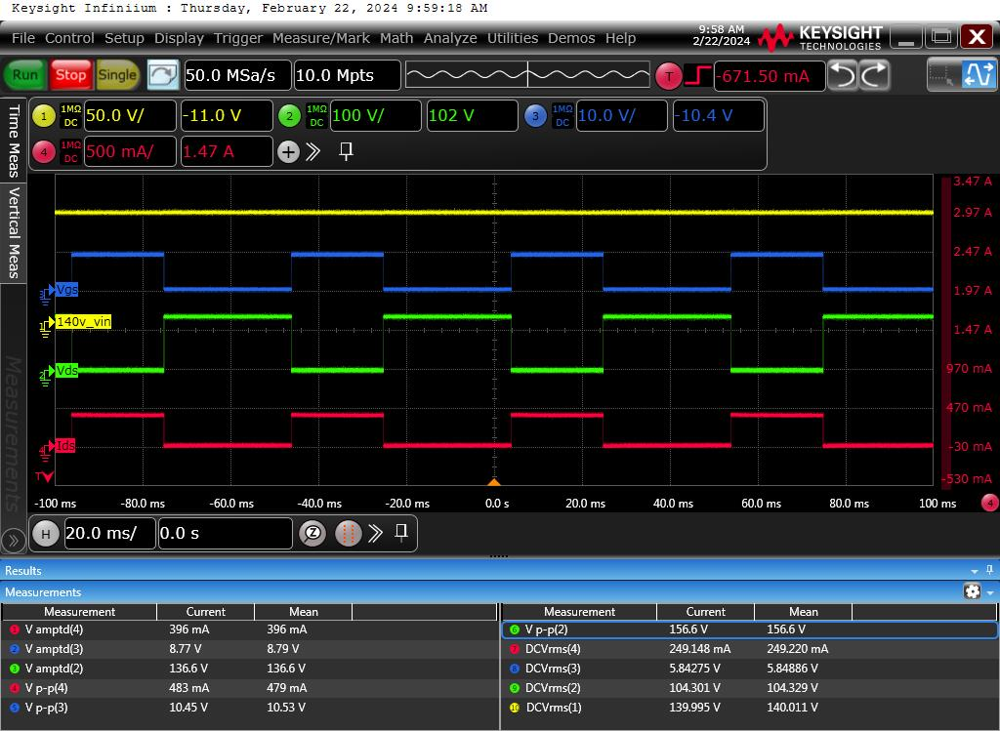 Keysight Infiniium : Thursday, February 22, 2024 9:59:18 AM
File Control Setup Display Trigger Measure/Mark Math Analyze Utilities Demos Help
9:58 AM
2/22/2024
KEYSIGHT
TECHNOLOGIES
Run Stop Single 50.0 MSa/s 10.0 Mpts T -671.50 mA
1 1MΩ DC 50.0 V/ -11.0 V 2 1MΩ DC 100 V/ 102 V 3 1MΩ DC 10.0 V/ -10.4 V
4 1MΩ DC 500 mA/ 1.47 A
Time Meas
Vertical Meas
Measurements
3.47 A
2.97 A
2.47 A
Vgs 1.97 A
140v_vin 1.47 A
Vds 970 mA
470 mA
Ids -30 mA
T -530 mA
-100 ms -80.0 ms -60.0 ms -40.0 ms -20.0 ms 0.0 s 20.0 ms 40.0 ms 60.0 ms 80.0 ms 100 ms 4
H 20.0 ms/ 0.0 s Z
Results
Measurements
Measurement Current Mean
1 V amptd(4) 396 mA 396 mA
2 V amptd(3) 8.77 V 8.79 V
3 V amptd(2) 136.6 V 136.6 V
4 V p-p(4) 483 mA 479 mA
5 V p-p(3) 10.45 V 10.53 V
Measurement Current Mean
6 V p-p(2) 156.6 V 156.6 V
7 DCVrms(4) 249.148 mA 249.220 mA
8 DCVrms(3) 5.84275 V 5.84886 V
9 DCVrms(2) 104.301 V 104.329 V
10 DCVrms(1) 139.995 V 140.011 V